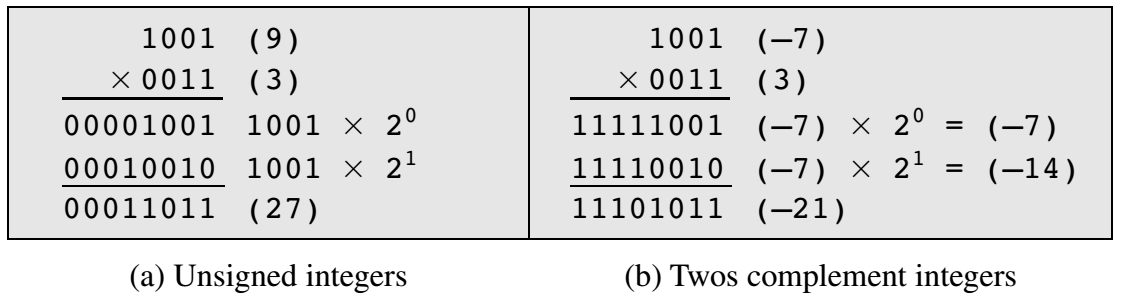 1001 (9)
× 0011 (3)
00001001 1001 × 2⁰
00010010 1001 × 2¹
00011011 (27)
1001 (–7)
× 0011 (3)
11111001 (–7) × 2⁰ = (–7)
11110010 (–7) × 2¹ = (–14)
11101011 (–21)
(a) Unsigned integers
(b) Twos complement integers